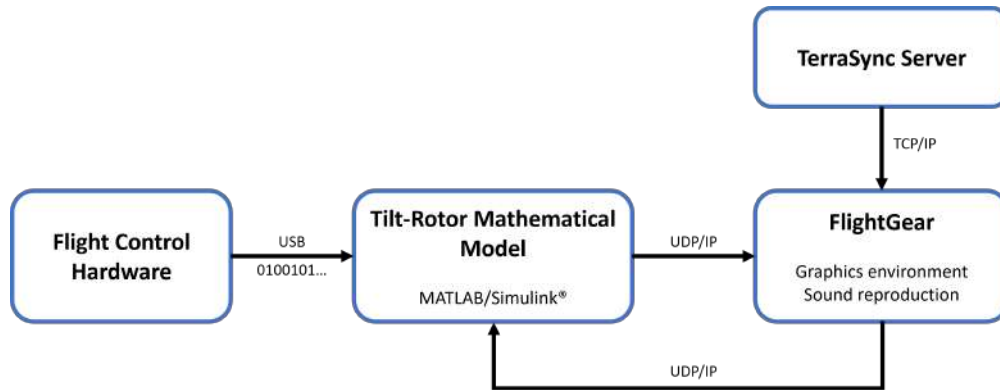 TerraSync Server
TCP/IP
Flight Control
Hardware
USB
0100101...
Tilt-Rotor Mathematical
Model
MATLAB/Simulink®
UDP/IP
FlightGear
Graphics environment
Sound reproduction
UDP/IP